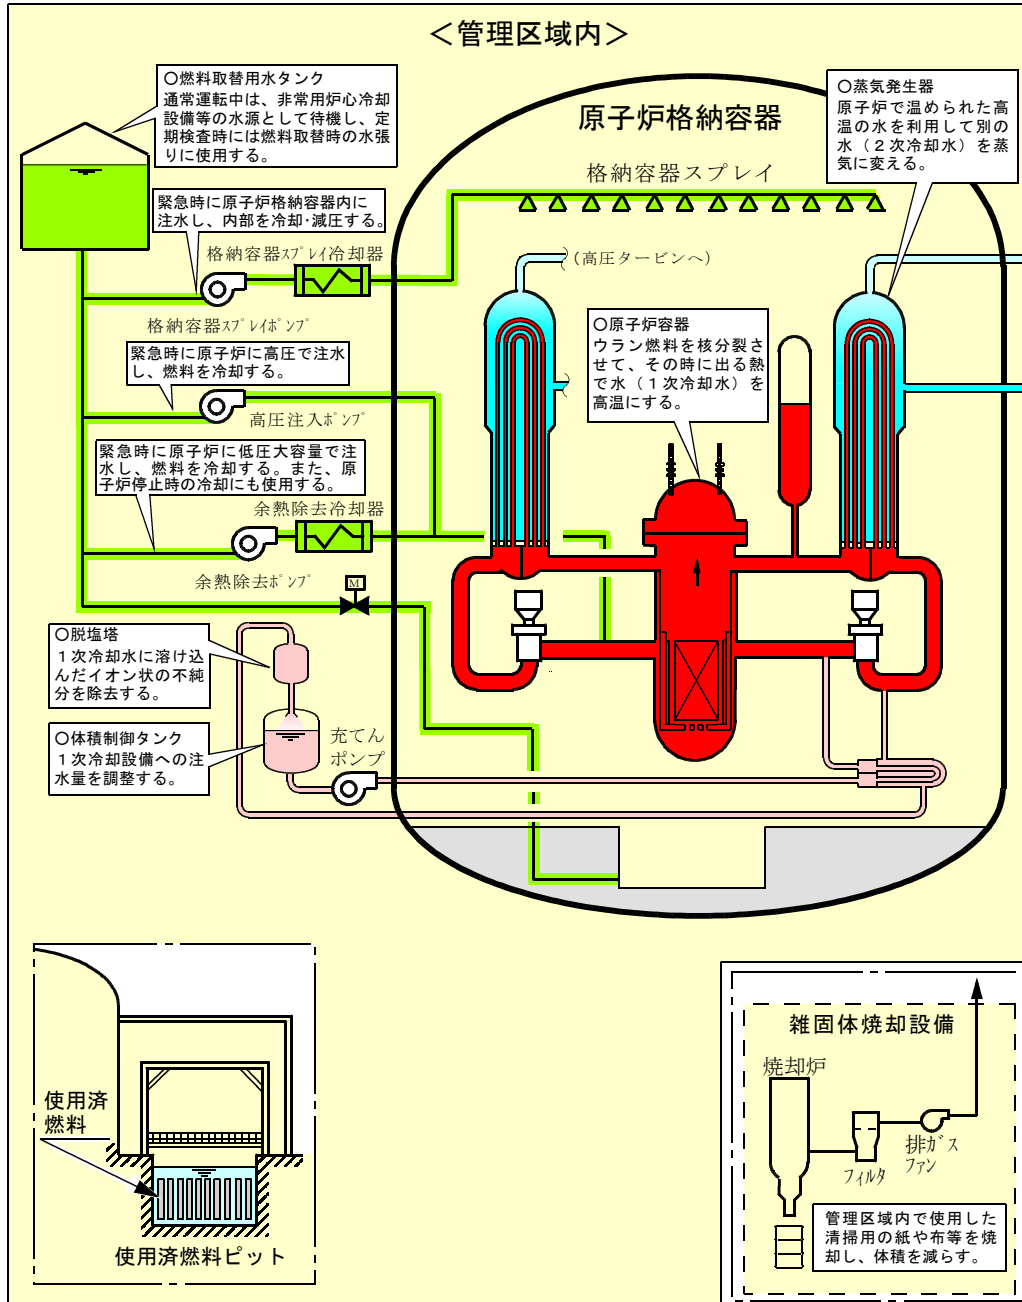 ＜管理区域内＞
○燃料取替用水タンク
通常運転中は、非常用炉心冷却
設備等の水源として待機し、定
期検査時には燃料取替時の水張
りに使用する。
○蒸気発生器
原子炉で温められた高
温の水を利用して別の
水（２次冷却水）を蒸
気に変える。
原子炉格納容器
格納容器スプレイ
緊急時に原子炉格納容器内に
注水し、内部を冷却･減圧する。
格納容器ｽﾌﾟﾚｲ冷却器
（高圧タービンへ）
格納容器ｽﾌﾟﾚｲﾎﾟﾝﾌﾟ
○原子炉容器
ウラン燃料を核分裂さ
せて、その時に出る熱
で水（１次冷却水）を
高温にする。
緊急時に原子炉に高圧で注水
し、燃料を冷却する。
高圧注入ﾎﾟﾝﾌﾟ
緊急時に原子炉に低圧大容量で注
水し、燃料を冷却する。また、原
子炉停止時の冷却にも使用する。
余熱除去冷却器
余熱除去ﾎﾟﾝﾌﾟ
M
○脱塩塔
１次冷却水に溶け込
んだイオン状の不純
分を除去する。
○体積制御タンク
１次冷却設備への注
水量を調整する。
充てん
ポンプ
使用済
燃料
使用済燃料ピット
雑固体焼却設備
焼却炉
フィルタ
排ｶﾞｽ
ファン
管理区域内で使用した
清掃用の紙や布等を焼
却し、体積を減らす。